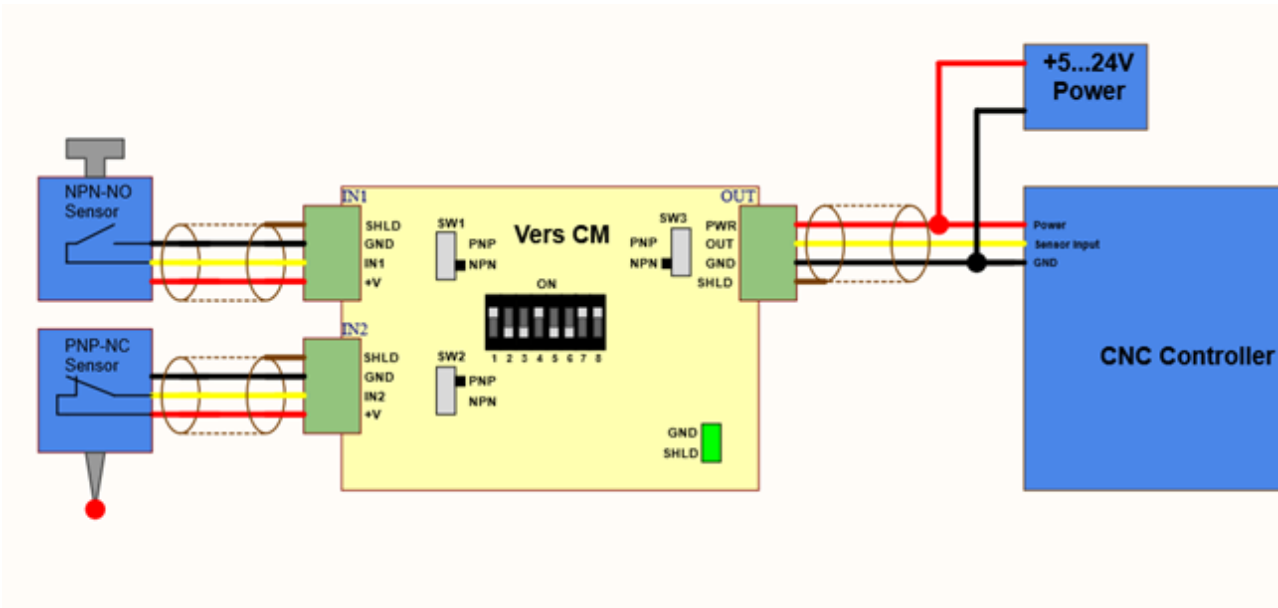 +5...24V
Power
NPN-NO
Sensor
IN1
OUT
SHLD
GND
IN1
+V
SW1
PNP
NPN
Vers CM
SW3
PNP
NPN
PWR
OUT
GND
SHLD
Power
Sensor Input
GND
ON
1 2 3 4 5 6 7 8
PNP-NC
Sensor
IN2
SHLD
GND
IN2
+V
SW2
PNP
NPN
GND
SHLD
CNC Controller